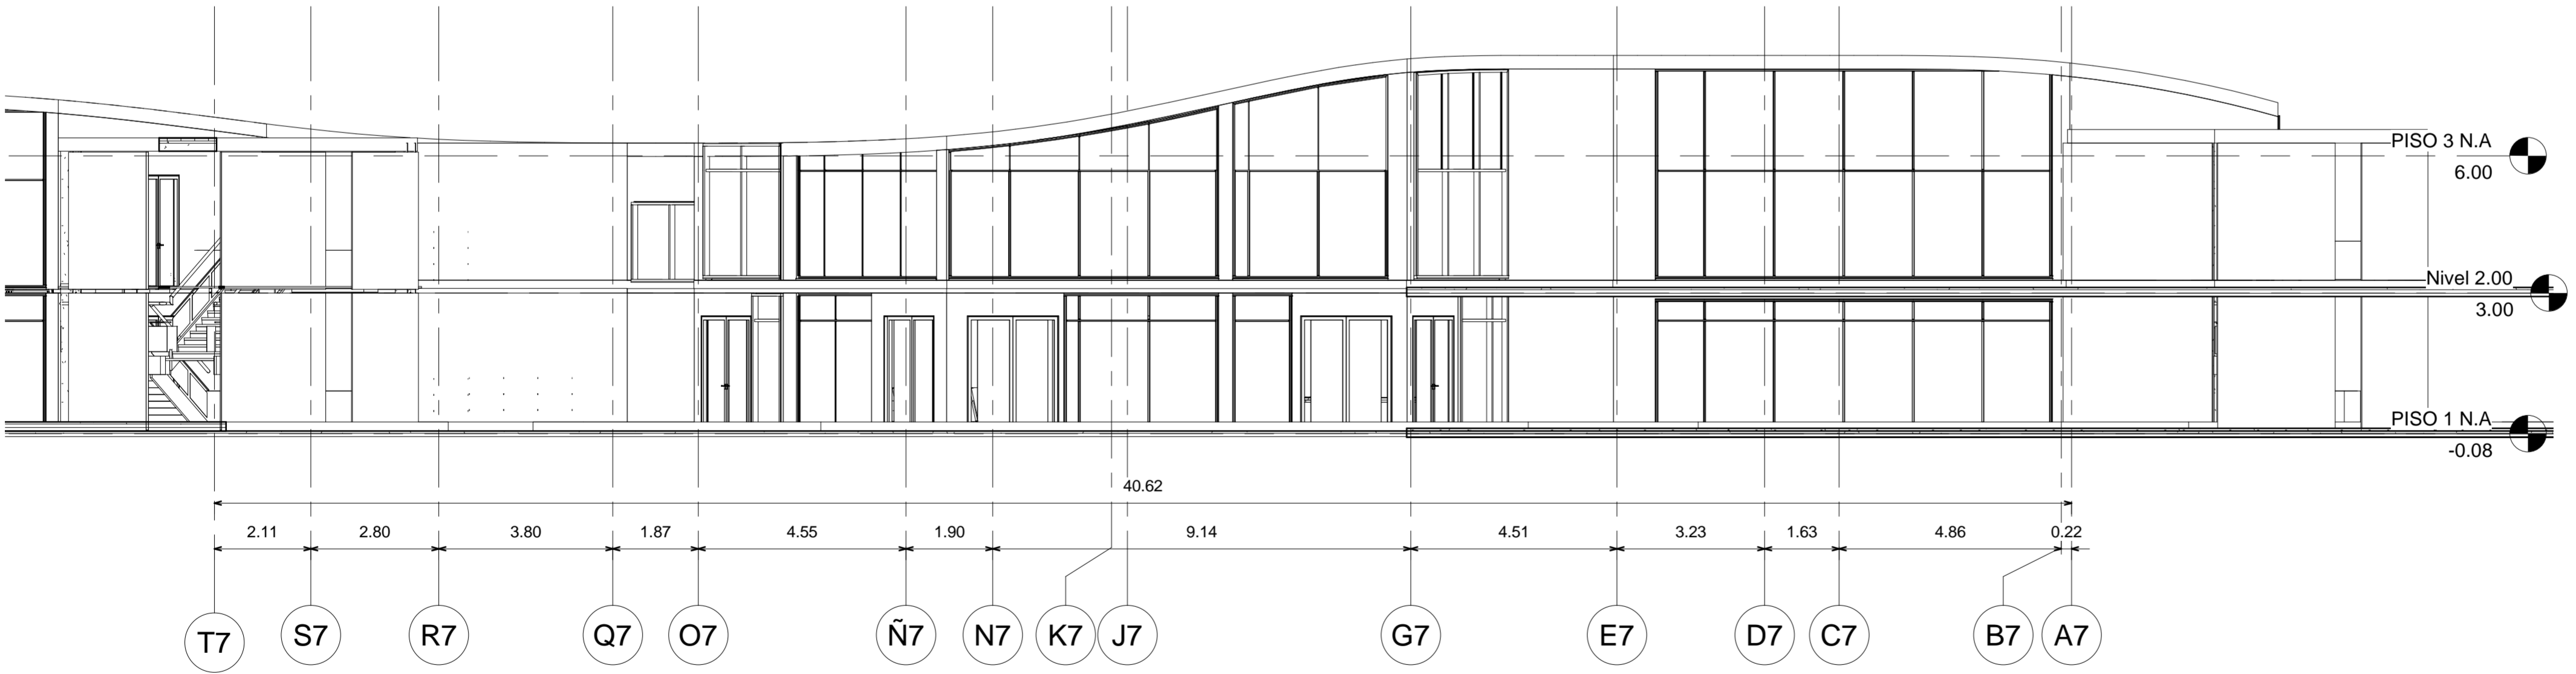 PISO 3 N.A
6.00
Nivel 2.00
3.00
PISO 1 N.A
-0.08
40.62
2.11 2.80 3.80 1.87 4.55 1.90 9.14 4.51 3.23 1.63 4.86 0.22
T7 S7 R7 Q7 O7 Ñ7 N7 K7 J7 G7 E7 D7 C7 B7 A7